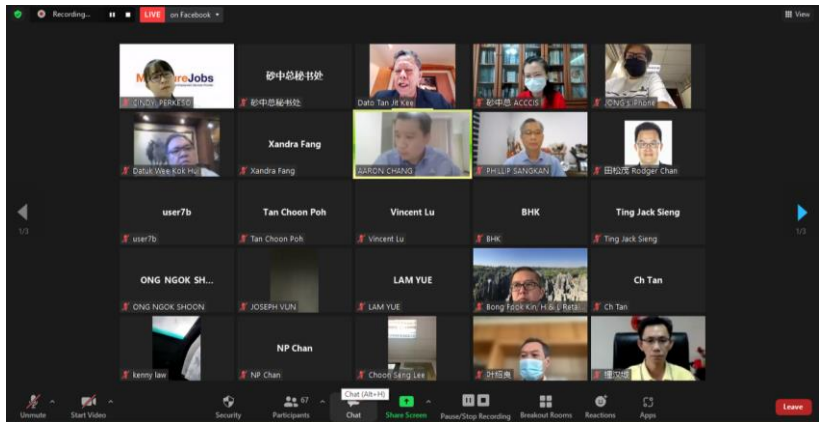 Recording...
LIVE on Facebook
View
reJobs
CINDY, PERKESO
砂中总秘书处
砂中总秘书处
Dato Tan Jit Kee
砂中总 ACCCIS
JONG's iPhone
Datuk Wee Kok Hui
Xandra Fang
Xandra Fang
AARON CHANG
PHILLIP SANGKAN
田松茂 Rodger Chan
1/3
1/3
user7b
user7b
Tan Choon Poh
Tan Choon Poh
Vincent Lu
Vincent Lu
BHK
BHK
Ting Jack Sieng
Ting Jack Sieng
ONG NGOK SH...
ONG NGOK SHOON
JOSEPH VUN
LAM YUE
LAM YUE
Bong Fook Kin, H & L Reta...
Ch Tan
Ch Tan
kenny law
NP Chan
NP Chan
Choon Seng Lee
Chat (Alt+H)
Unmute
Start Video
Security
67
Participants
Chat
Share Screen
Pause/Stop Recording
Breakout Rooms
Reactions
Apps
Leave